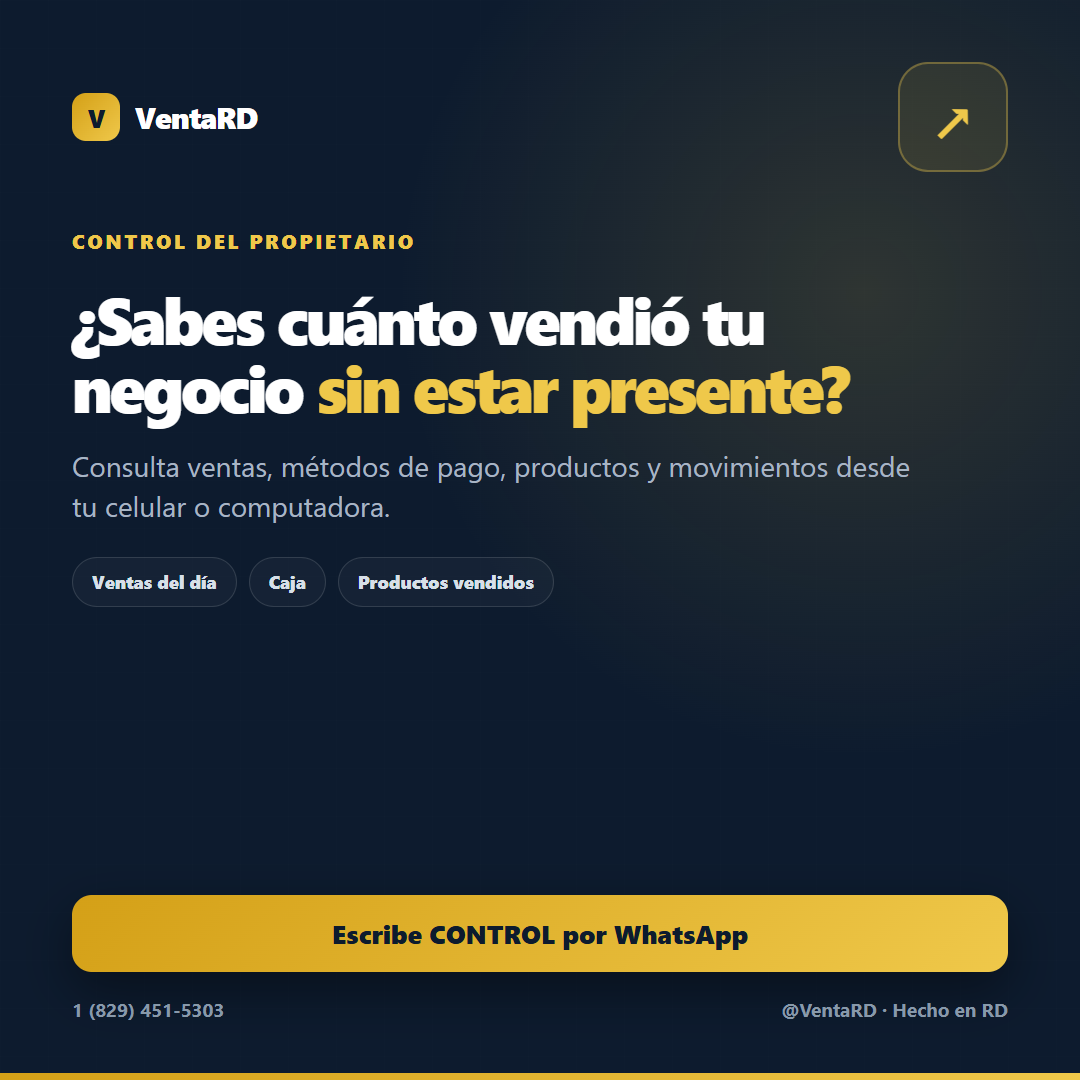 V VentaRD
CONTROL DEL PROPIETARIO
¿Sabes cuánto vendió tu
negocio sin estar presente?
Consulta ventas, métodos de pago, productos y movimientos desde
tu celular o computadora.
Ventas del día Caja Productos vendidos
Escribe CONTROL por WhatsApp
1 (829) 451-5303 @VentaRD · Hecho en RD